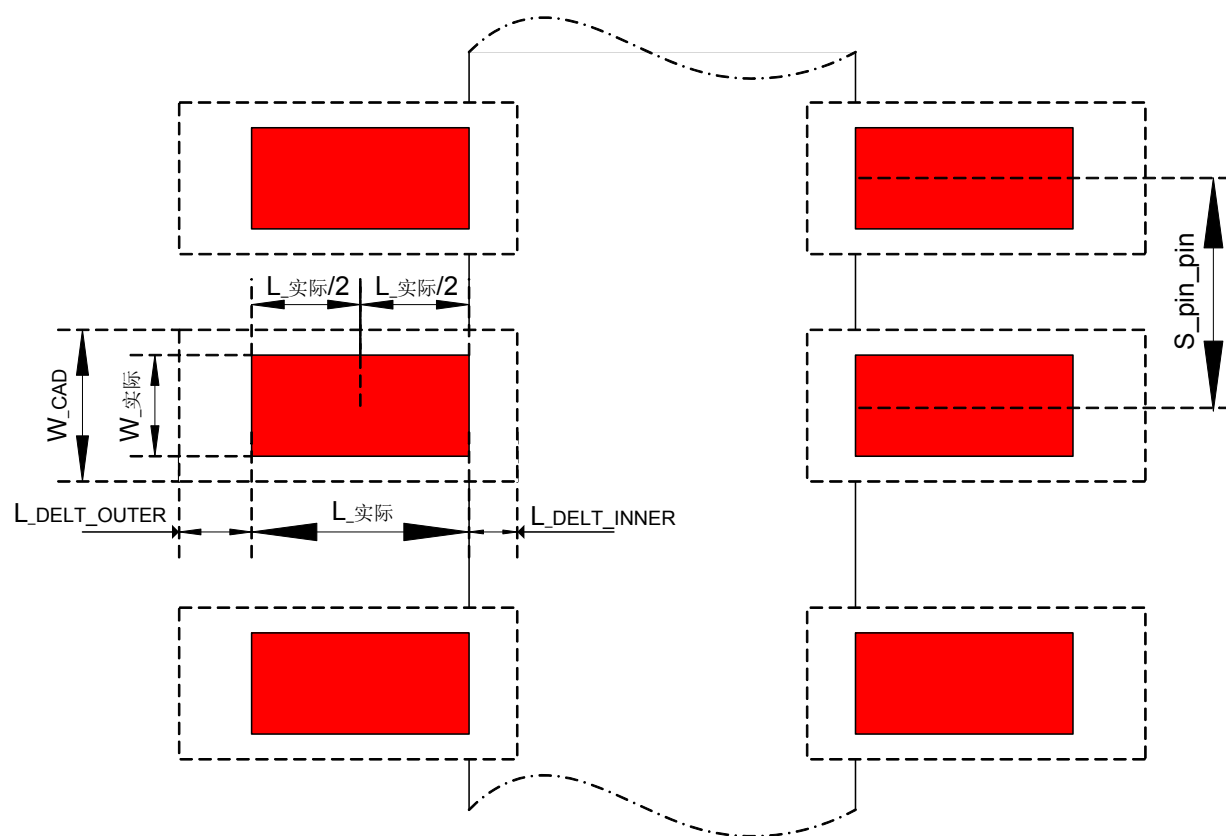 L_实际/2
L_实际/2
S_pin_pin
W_CAD
W_实际
L_DELT_OUTER
L_实际
L_DELT_INNER